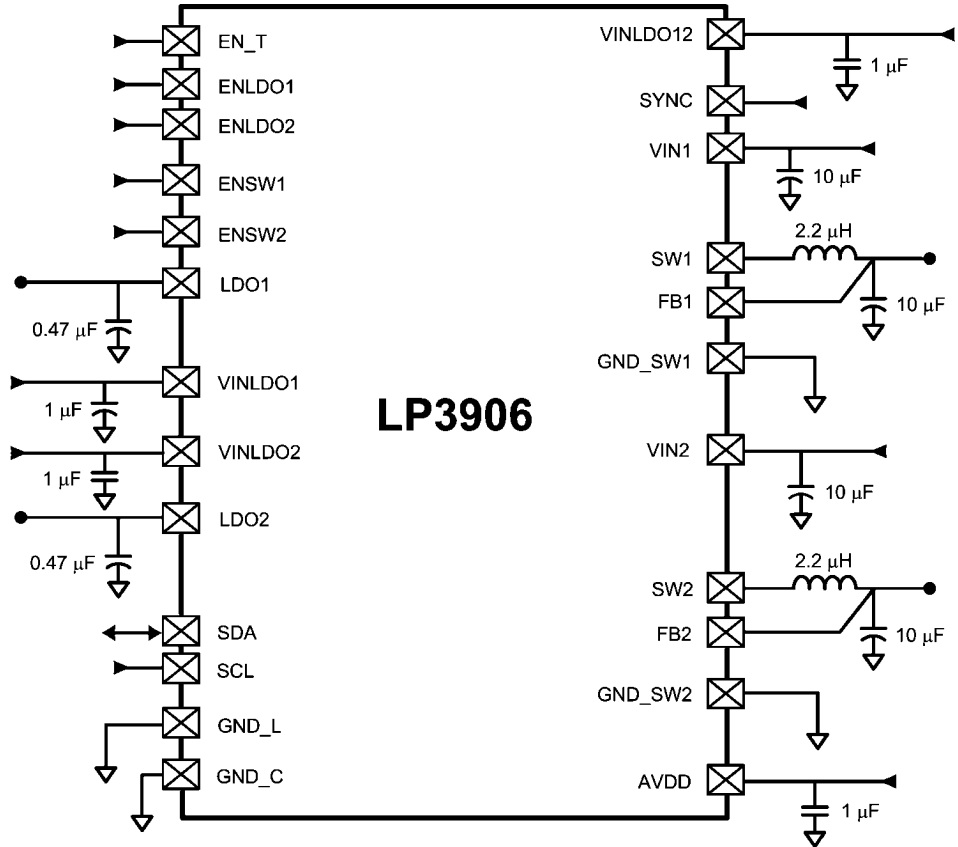 EN_T
ENLDO1
ENLDO2
ENSW1
ENSW2
LDO1
0.47 µF
VINLDO1
1 µF
VINLDO2
1 µF
LDO2
0.47 µF
SDA
SCL
GND_L
GND_C
LP3906
VINLDO12
1 µF
SYNC
VIN1
10 µF
2.2 µH
SW1
FB1
10 µF
GND_SW1
VIN2
10 µF
2.2 µH
SW2
FB2
10 µF
GND_SW2
AVDD
1 µF